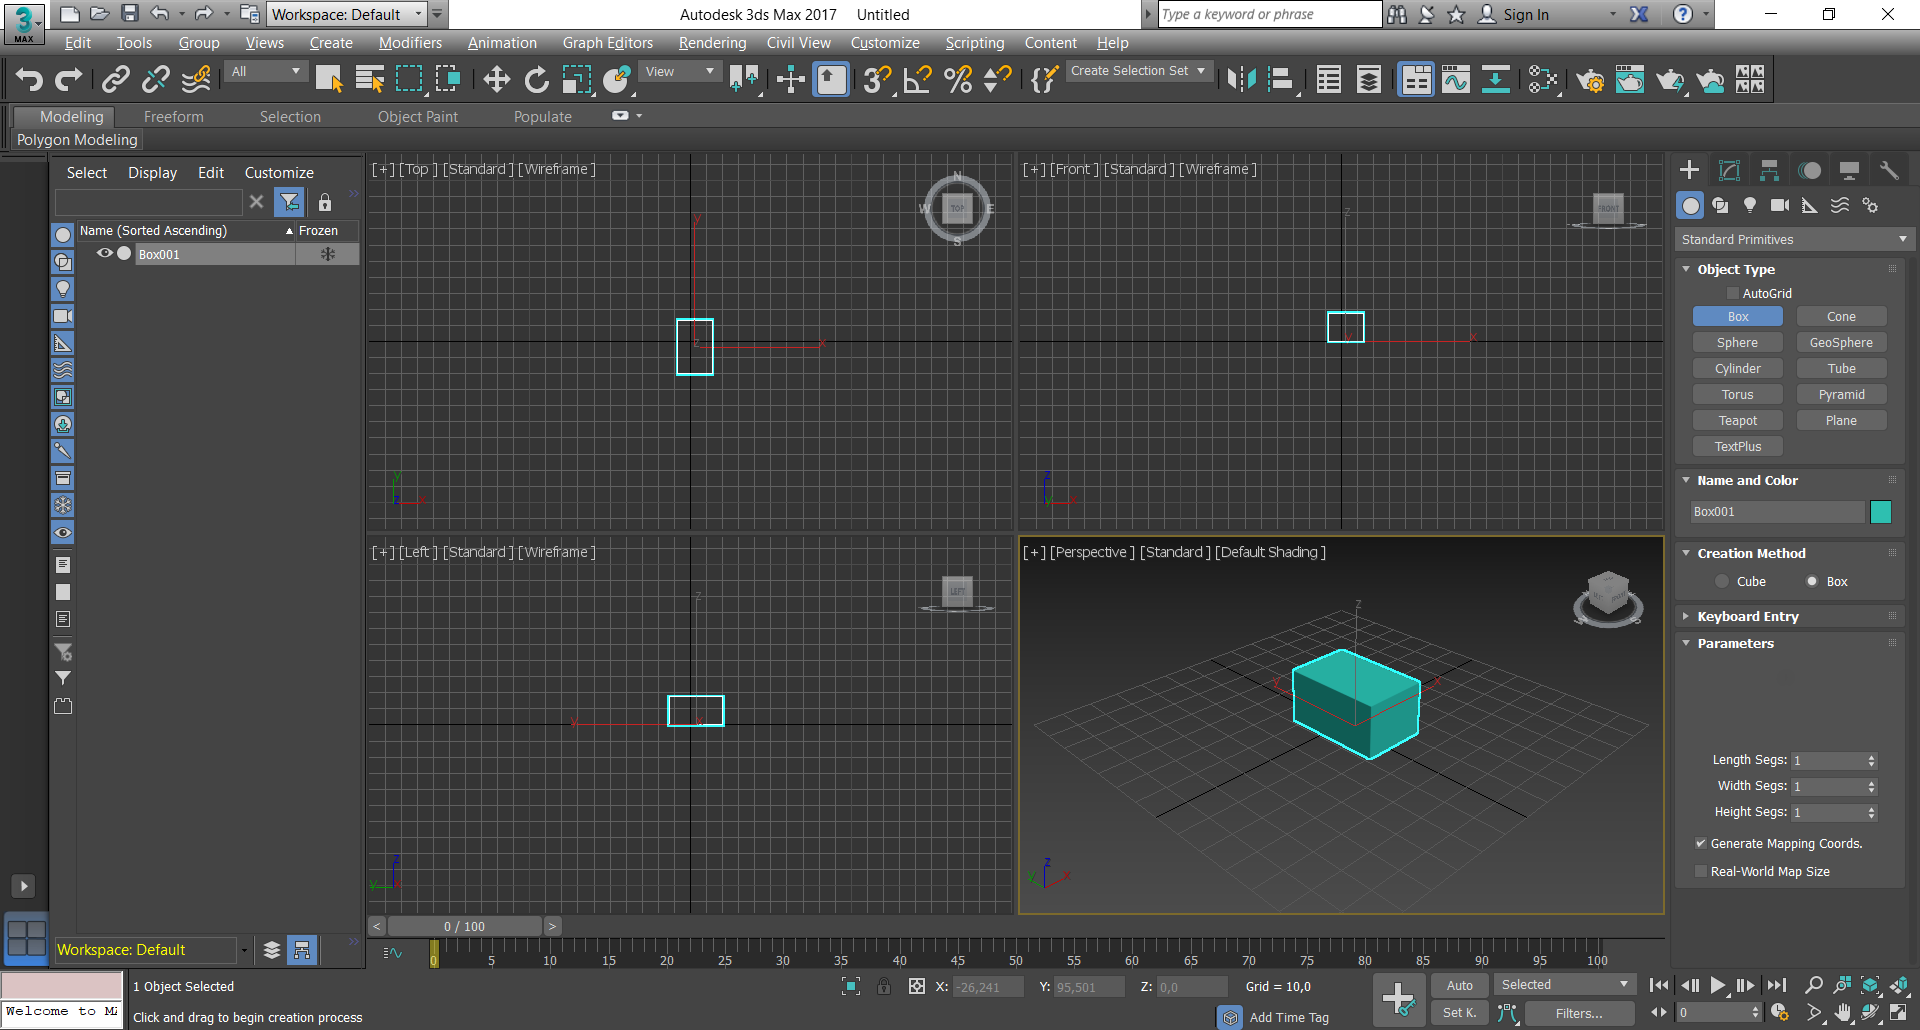 Workspace: Default
Autodesk 3ds Max 2017 Untitled
Type a keyword or phrase
Sign In
3
MAX
Edit Tools Group Views Create Modifiers Animation Graph Editors Rendering Civil View Customize Scripting Content Help
All
View
Create Selection Set
Modeling Freeform Selection Object Paint Populate
Polygon Modeling
Select Display Edit Customize
Name (Sorted Ascending) Frozen
Box001
[+] [Top ] [Standard ] [Wireframe ]
N
W TOP E
S
y
z x
y
z x
[+] [Front ] [Standard ] [Wireframe ]
FRONT
z
y x
z
y x
[+] [Left ] [Standard ] [Wireframe ]
LEFT
z
y x
z
y x
[+] [Perspective ] [Standard ] [Default Shading ]
z
y x
z
y x
Standard Primitives
Object Type
AutoGrid
Box Cone
Sphere GeoSphere
Cylinder Tube
Torus Pyramid
Teapot Plane
TextPlus
Name and Color
Box001
Creation Method
Cube Box
Keyboard Entry
Parameters
Length Segs: 1
Width Segs: 1
Height Segs: 1
Generate Mapping Coords.
Real-World Map Size
< 0 / 100 >
Workspace: Default
0 5 10 15 20 25 30 35 40 45 50 55 60 65 70 75 80 85 90 95 100
1 Object Selected
X: -26,241 Y: 95,501 Z: 0,0 Grid = 10,0
Auto Selected
Welcome to MA
Click and drag to begin creation process
Add Time Tag
Set K. Filters...
0